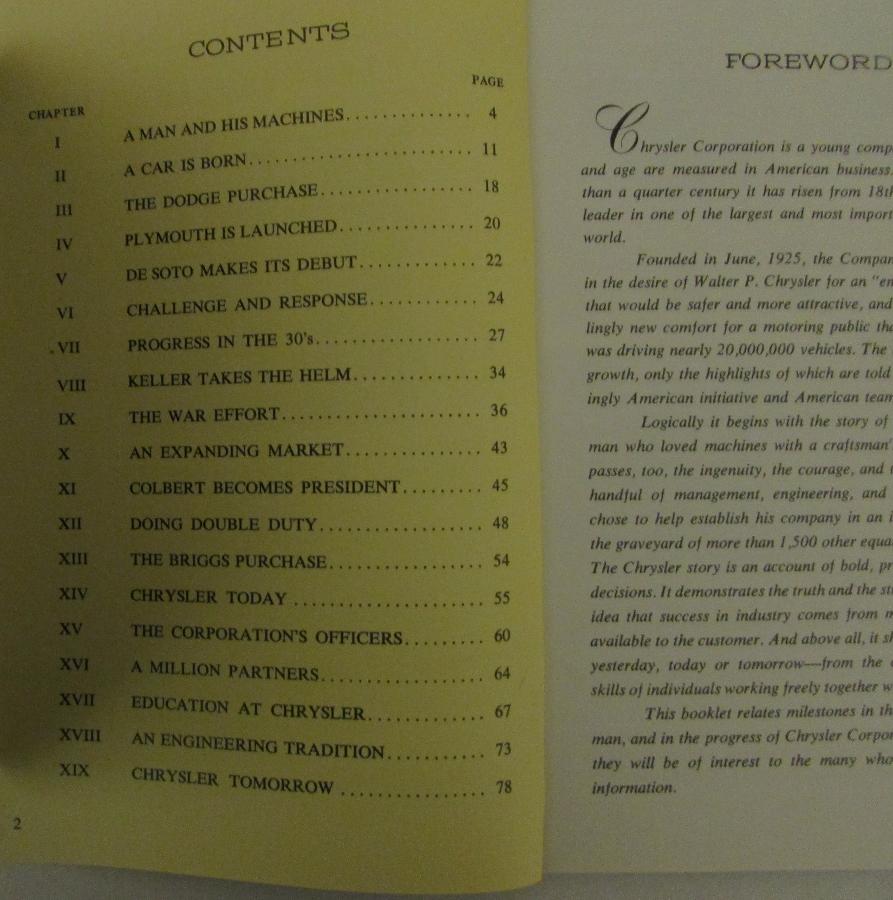 CONTENTS
CHAPTER PAGE
I A MAN AND HIS MACHINES 4
II A CAR IS BORN 11
III THE DODGE PURCHASE 18
IV PLYMOUTH IS LAUNCHED 20
V DE SOTO MAKES ITS DEBUT 22
VI CHALLENGE AND RESPONSE 24
VII PROGRESS IN THE 30's 27
VIII KELLER TAKES THE HELM 34
IX THE WAR EFFORT 36
X AN EXPANDING MARKET 43
XI COLBERT BECOMES PRESIDENT 45
XII DOING DOUBLE DUTY 48
XIII THE BRIGGS PURCHASE 54
XIV CHRYSLER TODAY 55
XV THE CORPORATION'S OFFICERS 60
XVI A MILLION PARTNERS 64
XVII EDUCATION AT CHRYSLER 67
XVIII AN ENGINEERING TRADITION 73
XIX CHRYSLER TOMORROW 78
2
FOREWORD
Chrysler Corporation is a young comp
and age are measured in American business.
than a quarter century it has risen from 18th
leader in one of the largest and most import
world.
Founded in June, 1925, the Compan
in the desire of Walter P. Chrysler for an "en
that would be safer and more attractive, and
lingly new comfort for a motoring public tha
was driving nearly 20,000,000 vehicles. The
growth, only the highlights of which are told
ingly American initiative and American team
Logically it begins with the story of
man who loved machines with a craftsman'
passes, too, the ingenuity, the courage, and
handful of management, engineering, and
chose to help establish his company in an i
the graveyard of more than 1,500 other equa
The Chrysler story is an account of bold, pr
decisions. It demonstrates the truth and the st
idea that success in industry comes from m
available to the customer. And above all, it sh
yesterday, today or tomorrow—from the
skills of individuals working freely together w
This booklet relates milestones in th
man, and in the progress of Chrysler Corpor
they will be of interest to the many who
information.